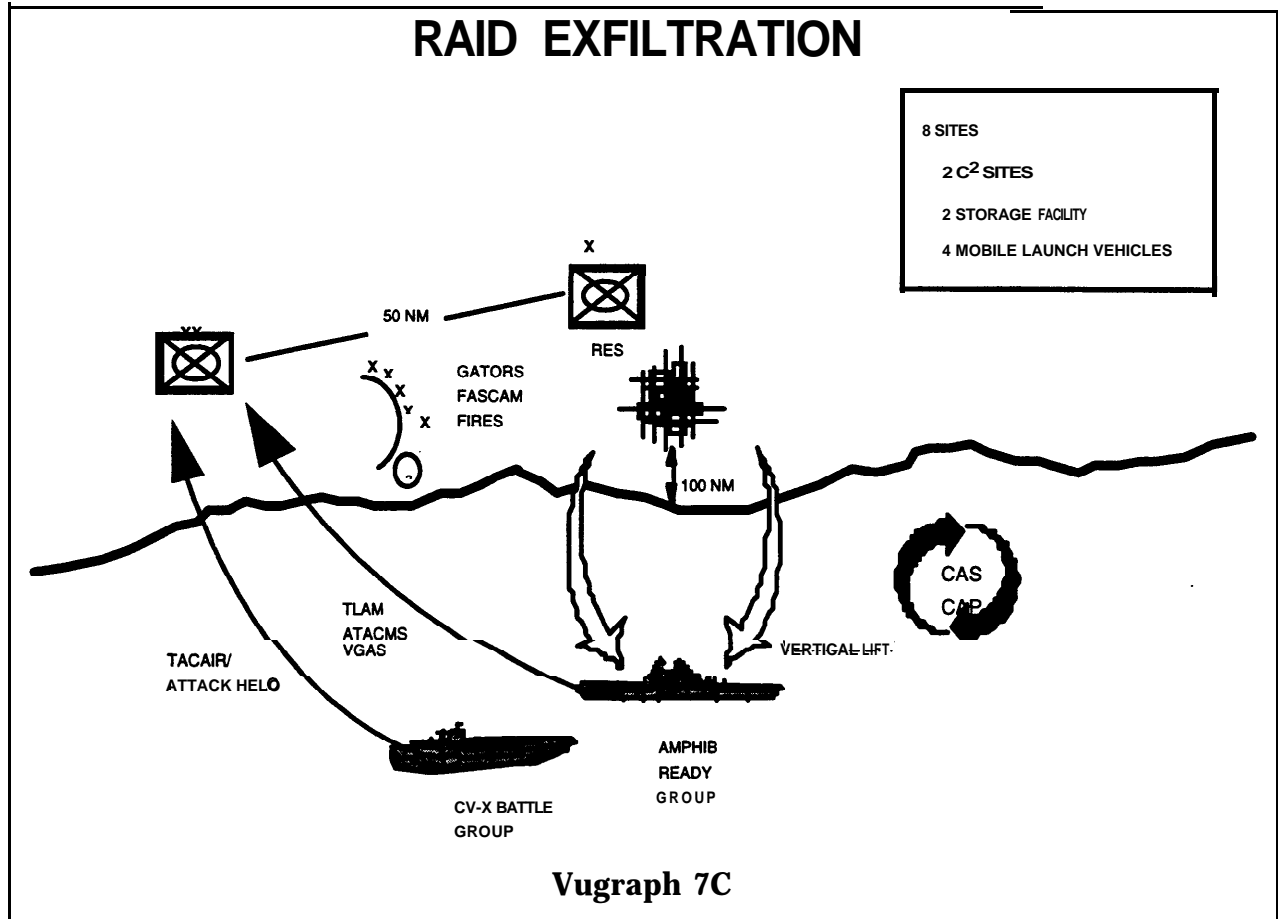 RAID EXFILTRATION
8 SITES
2 C² SITES
2 STORAGE FACILITY
4 MOBILE LAUNCH VEHICLES
X
50 NM
XX
RES
X
X
X
Y
X
GATORS
FASCAM
FIRES
100 NM
CAS
CAP
TLAM
ATACMS
VGAS
VERTICAL LIFT
TACAIR/
ATTACK HELO
AMPHIB
READY
GROUP
CV-X BATTLE
GROUP
Vugraph 7C